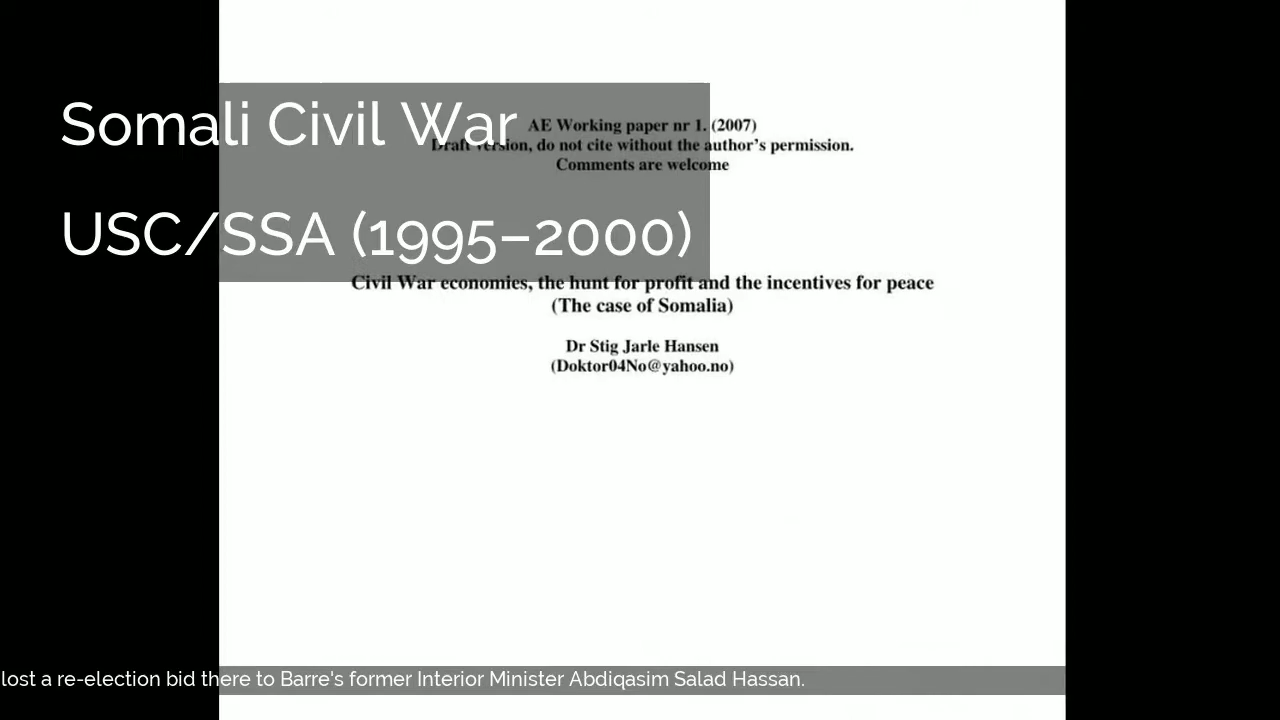 Somali Civil War
USC/SSA (1995–2000)
AE Working paper nr 1. (2007)
Draft version, do not cite without the author's permission.
Comments are welcome
Civil War economies, the hunt for profit and the incentives for peace
(The case of Somalia)
Dr Stig Jarle Hansen
(Doktor04No@yahoo.no)
lost a re-election bid there to Barre's former Interior Minister Abdiqasim Salad Hassan.